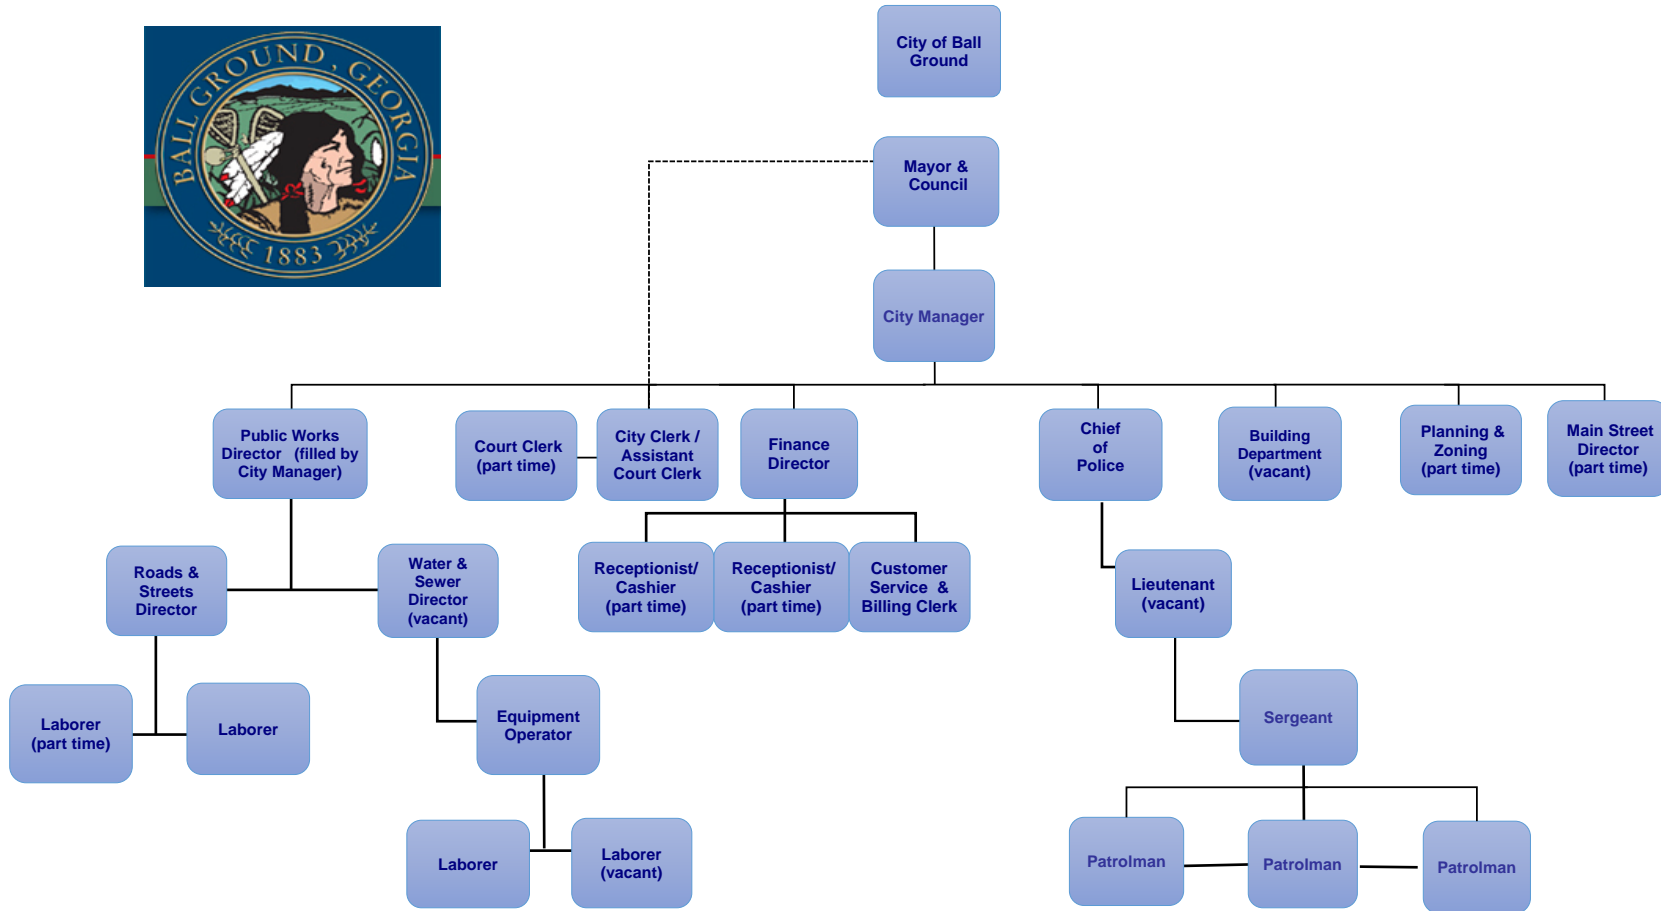 BALL GROUND, GEORGIA
1883
City of Ball
Ground
Mayor &
Council
City Manager
Public Works
Director (filled by
City Manager)
Court Clerk
(part time)
City Clerk /
Assistant
Court Clerk
Finance
Director
Chief
of
Police
Building
Department
(vacant)
Planning &
Zoning
(part time)
Main Street
Director
(part time)
Roads &
Streets
Director
Water &
Sewer
Director
(vacant)
Receptionist/
Cashier
(part time)
Receptionist/
Cashier
(part time)
Customer
Service &
Billing Clerk
Lieutenant
(vacant)
Laborer
(part time)
Laborer
Equipment
Operator
Sergeant
Laborer
Laborer
(vacant)
Patrolman
Patrolman
Patrolman